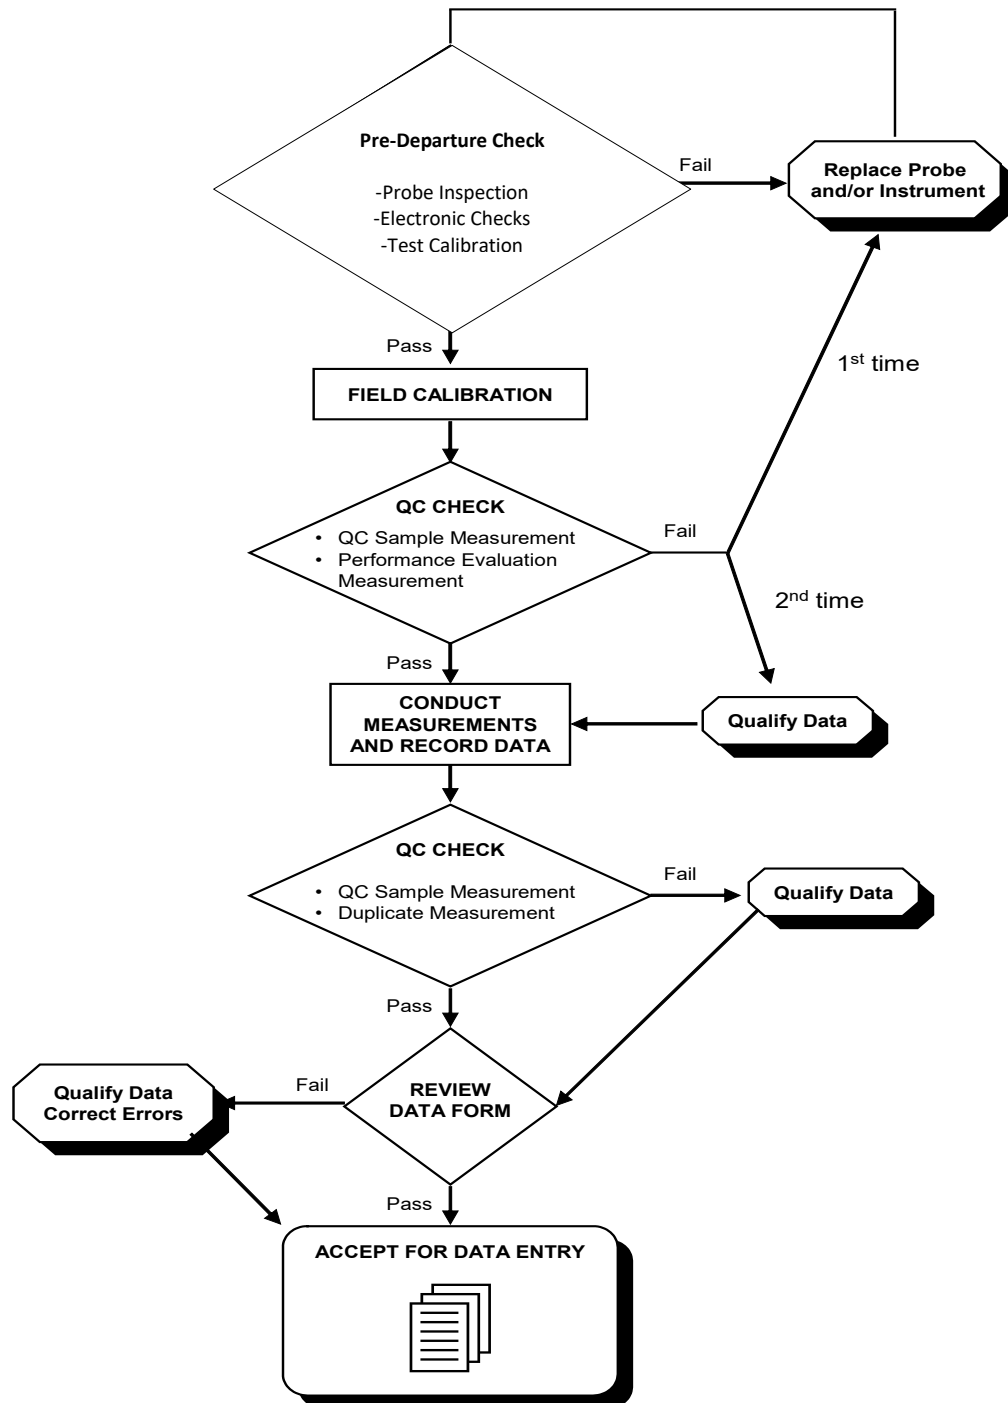 Pre-Departure Check
-Probe Inspection
-Electronic Checks
-Test Calibration
Fail
Replace Probe
and/or Instrument
Pass
1st time
FIELD CALIBRATION
QC CHECK
• QC Sample Measurement
• Performance Evaluation
Measurement
Fail
2nd time
Pass
CONDUCT
MEASUREMENTS
AND RECORD DATA
Qualify Data
QC CHECK
• QC Sample Measurement
• Duplicate Measurement
Fail
Qualify Data
Pass
REVIEW
DATA FORM
Fail
Qualify Data
Correct Errors
Pass
ACCEPT FOR DATA ENTRY